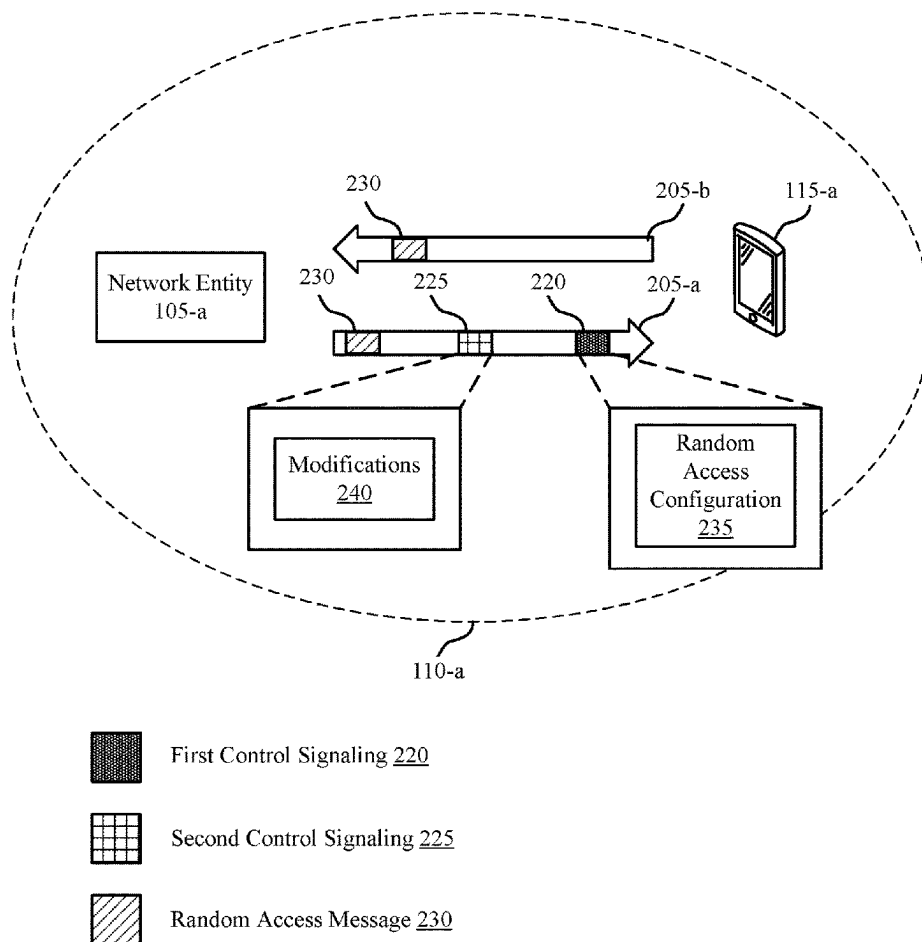 230
205-b
115-a
Network Entity
105-a
230
225
220
205-a
Modifications
240
Random
Access
Configuration
235
110-a
First Control Signaling 220
Second Control Signaling 225
Random Access Message 230